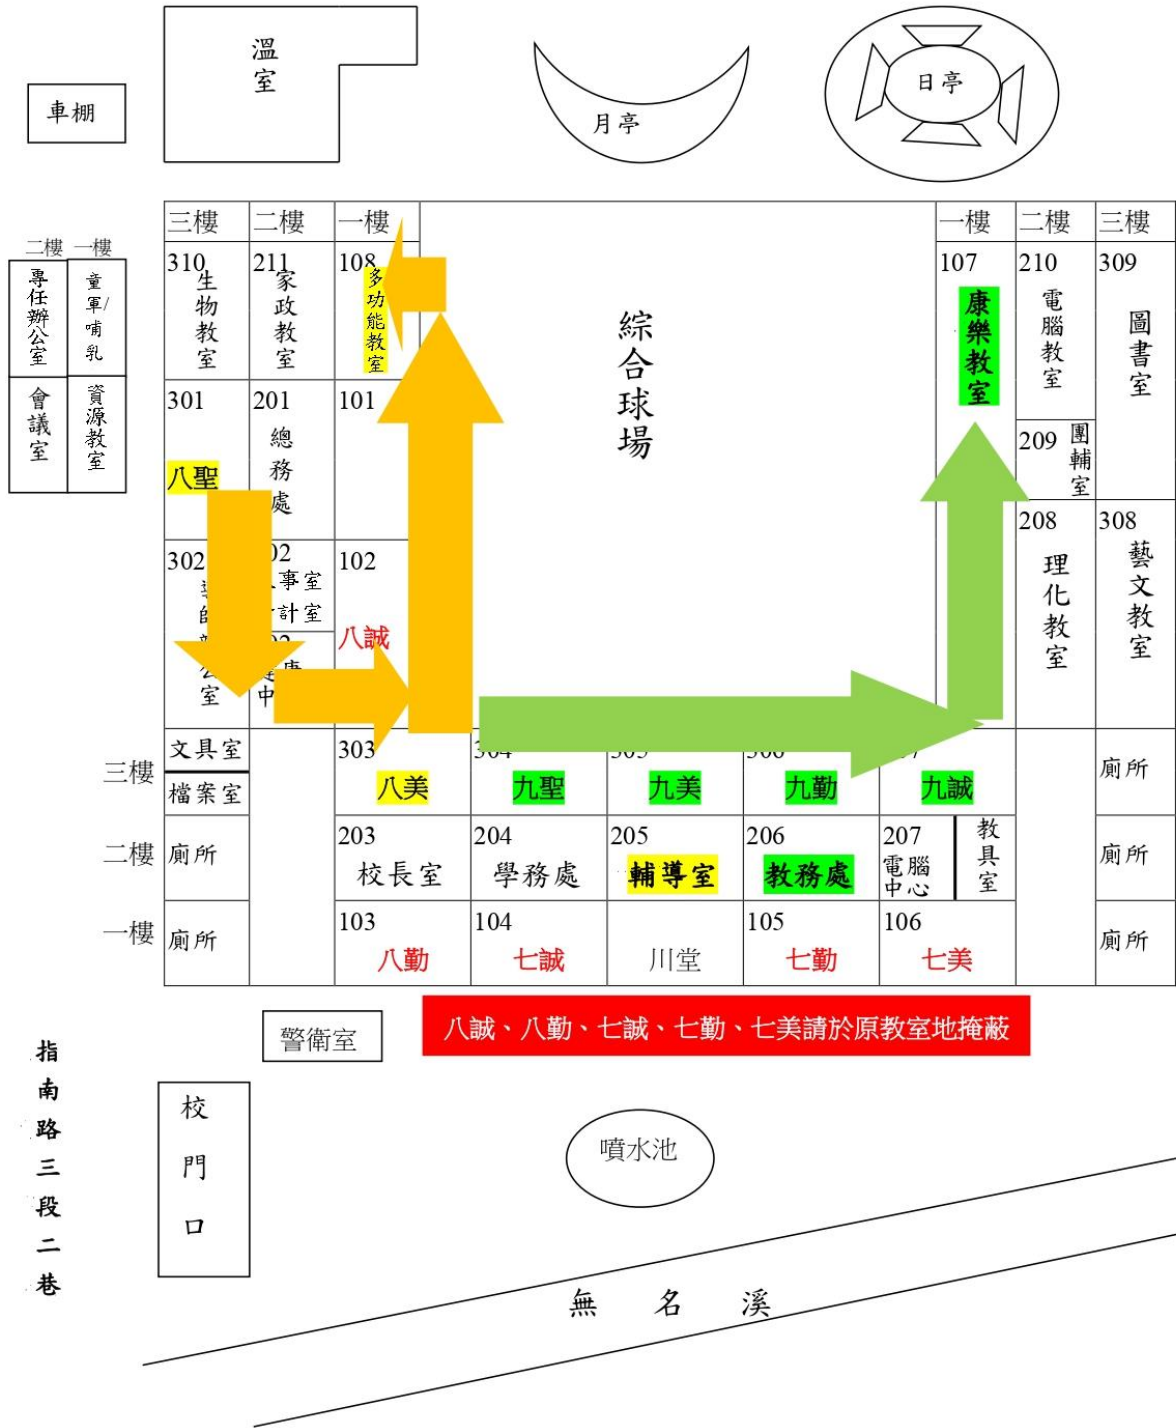 溫室
車棚
月亭
日亭
三樓 二樓 一樓
一樓 二樓 三樓
二樓 一樓
專任辦公室
童軍/哺乳
會議室
資源教室
310 生物教室
211 家政教室
108 多功能教室
綜合球場
107 康樂教室
210 電腦教室
309 圖書室
301 八聖
201 總務處
101
209 團輔室
302
公室
事室
計室
中
102 八誠
208 理化教室
308 藝文教室
三樓
文具室
檔案室
303 八美
九聖
九美
九勤
九誠
廁所
二樓
廁所
203 校長室
204 學務處
205 輔導室
206 教務處
207 電腦中心
教具室
廁所
一樓
廁所
103 八勤
104 七誠
川堂
105 七勤
106 七美
廁所
警衛室
八誠、八勤、七誠、七勤、七美請於原教室地掩蔽
指南路三段二巷
校門口
噴水池
無名溪